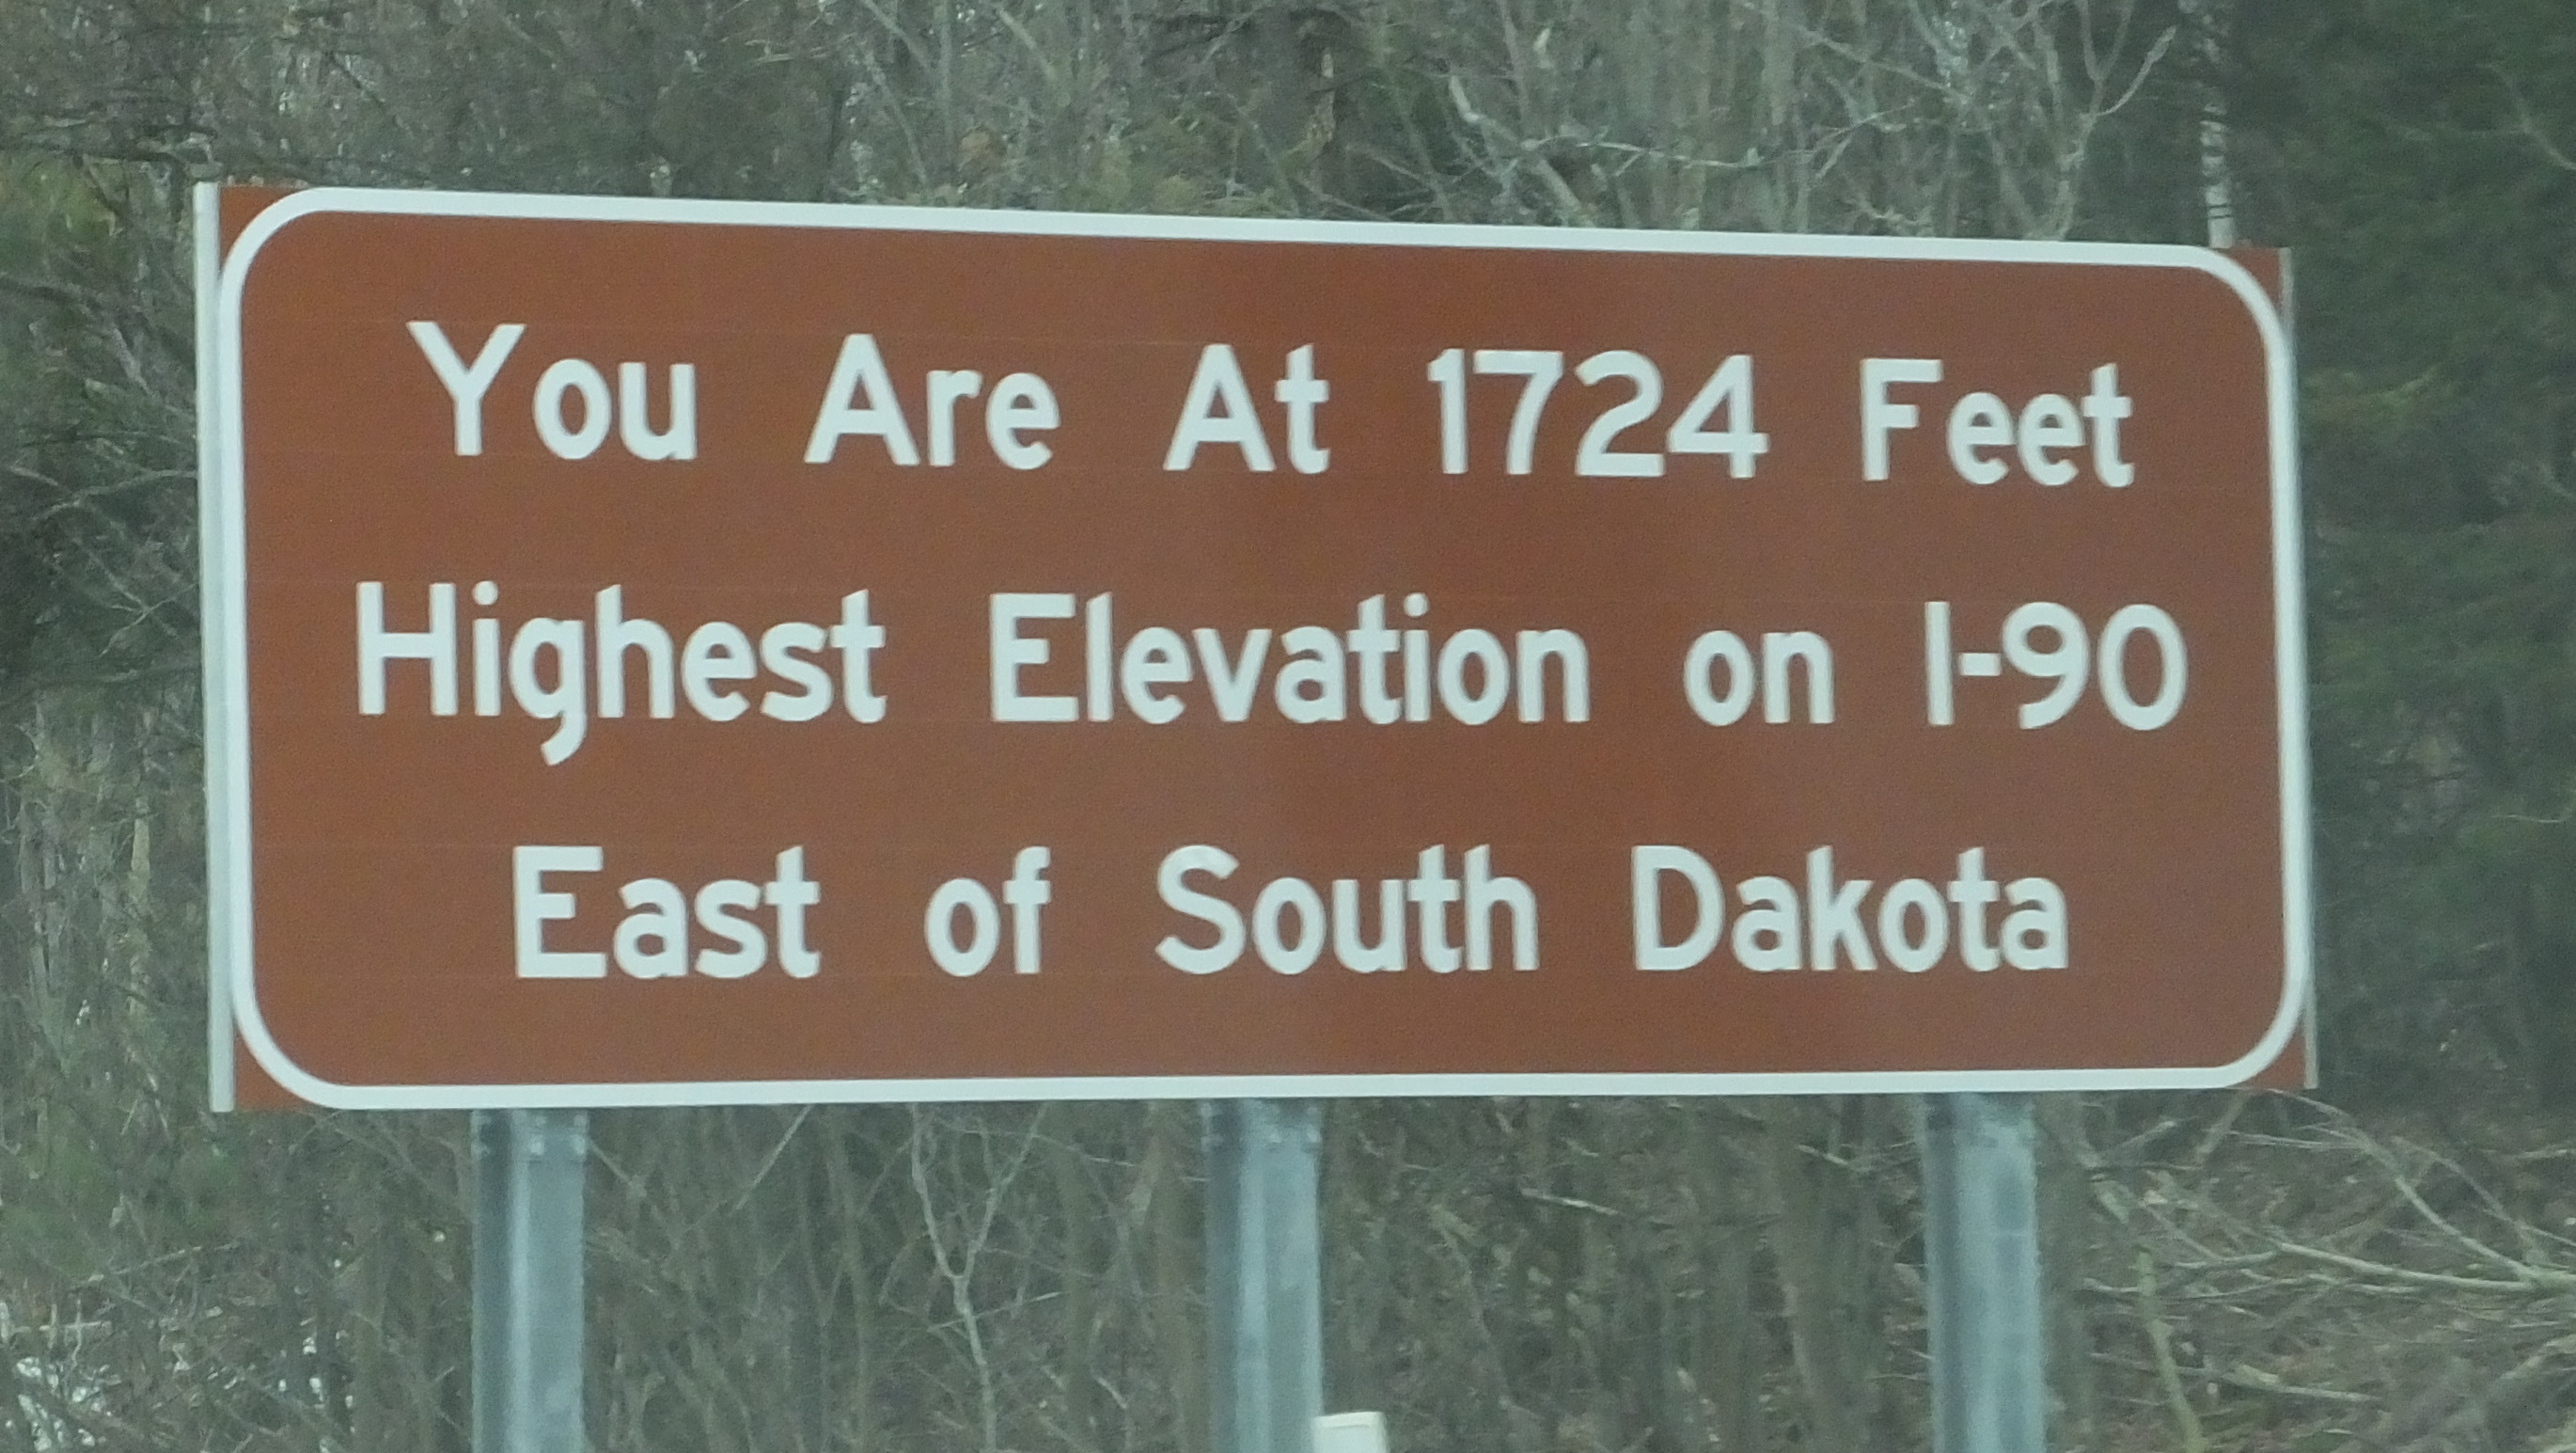 You Are At 1724 Feet
Highest Elevation on I-90
East of South Dakota